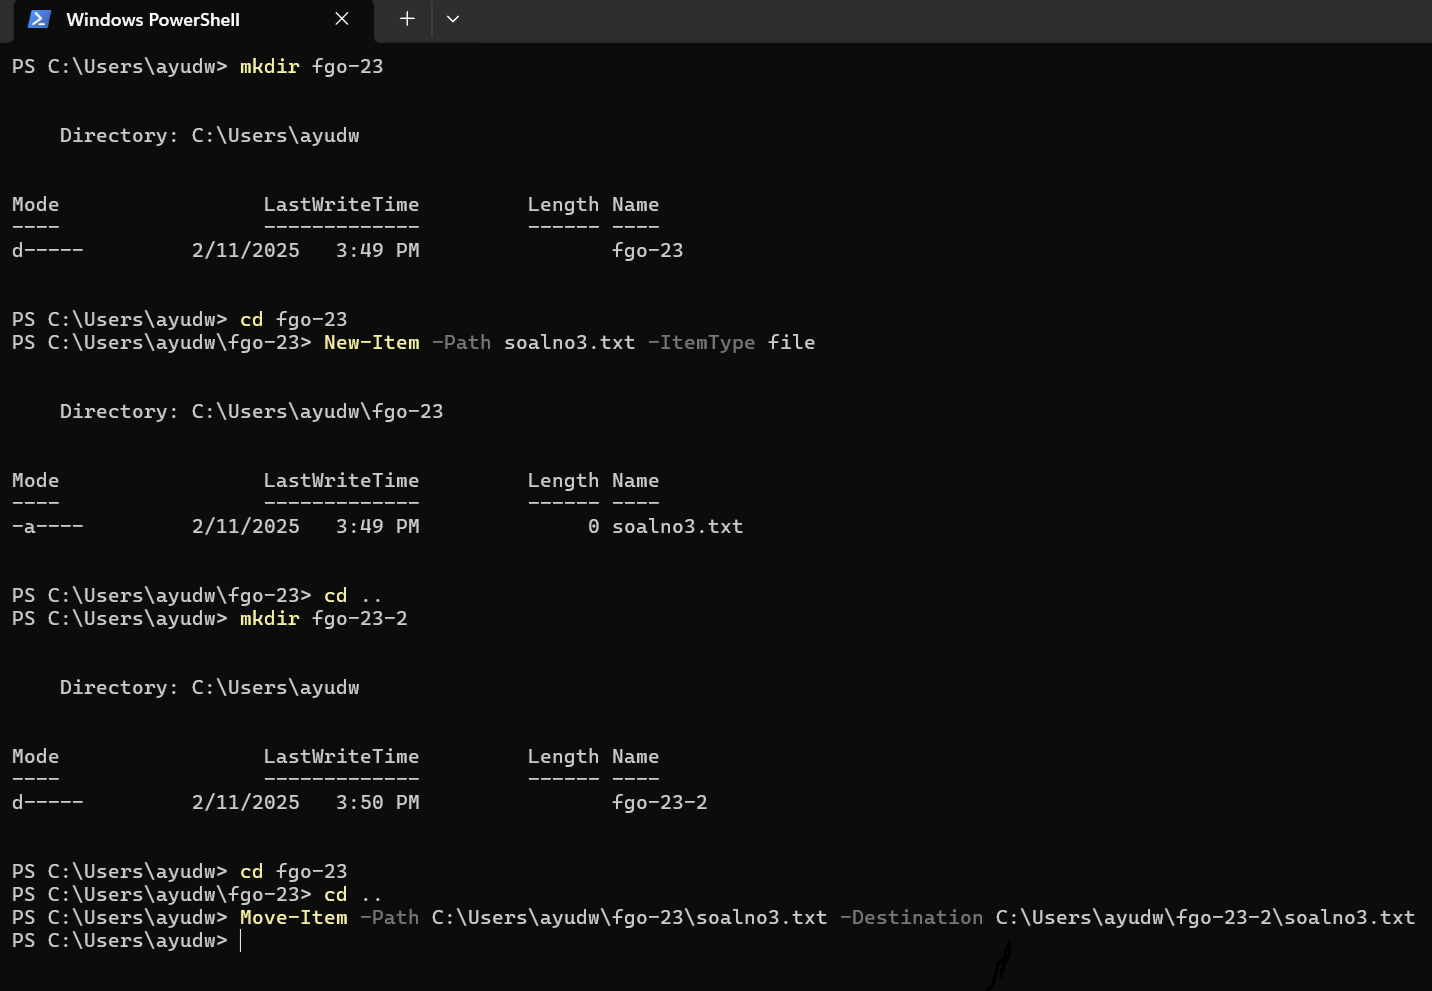 Windows PowerShell
PS C:\Users\ayudw> mkdir fgo-23
Directory: C:\Users\ayudw
Mode                 LastWriteTime         Length Name
----                 -------------         ------ ----
d-----         2/11/2025   3:49 PM                fgo-23
PS C:\Users\ayudw> cd fgo-23
PS C:\Users\ayudw\fgo-23> New-Item -Path soalno3.txt -ItemType file
Directory: C:\Users\ayudw\fgo-23
Mode                 LastWriteTime         Length Name
----                 -------------         ------ ----
-a----         2/11/2025   3:49 PM              0 soalno3.txt
PS C:\Users\ayudw\fgo-23> cd ..
PS C:\Users\ayudw> mkdir fgo-23-2
Directory: C:\Users\ayudw
Mode                 LastWriteTime         Length Name
----                 -------------         ------ ----
d-----         2/11/2025   3:50 PM                fgo-23-2
PS C:\Users\ayudw> cd fgo-23
PS C:\Users\ayudw\fgo-23> cd ..
PS C:\Users\ayudw> Move-Item -Path C:\Users\ayudw\fgo-23\soalno3.txt -Destination C:\Users\ayudw\fgo-23-2\soalno3.txt
PS C:\Users\ayudw>